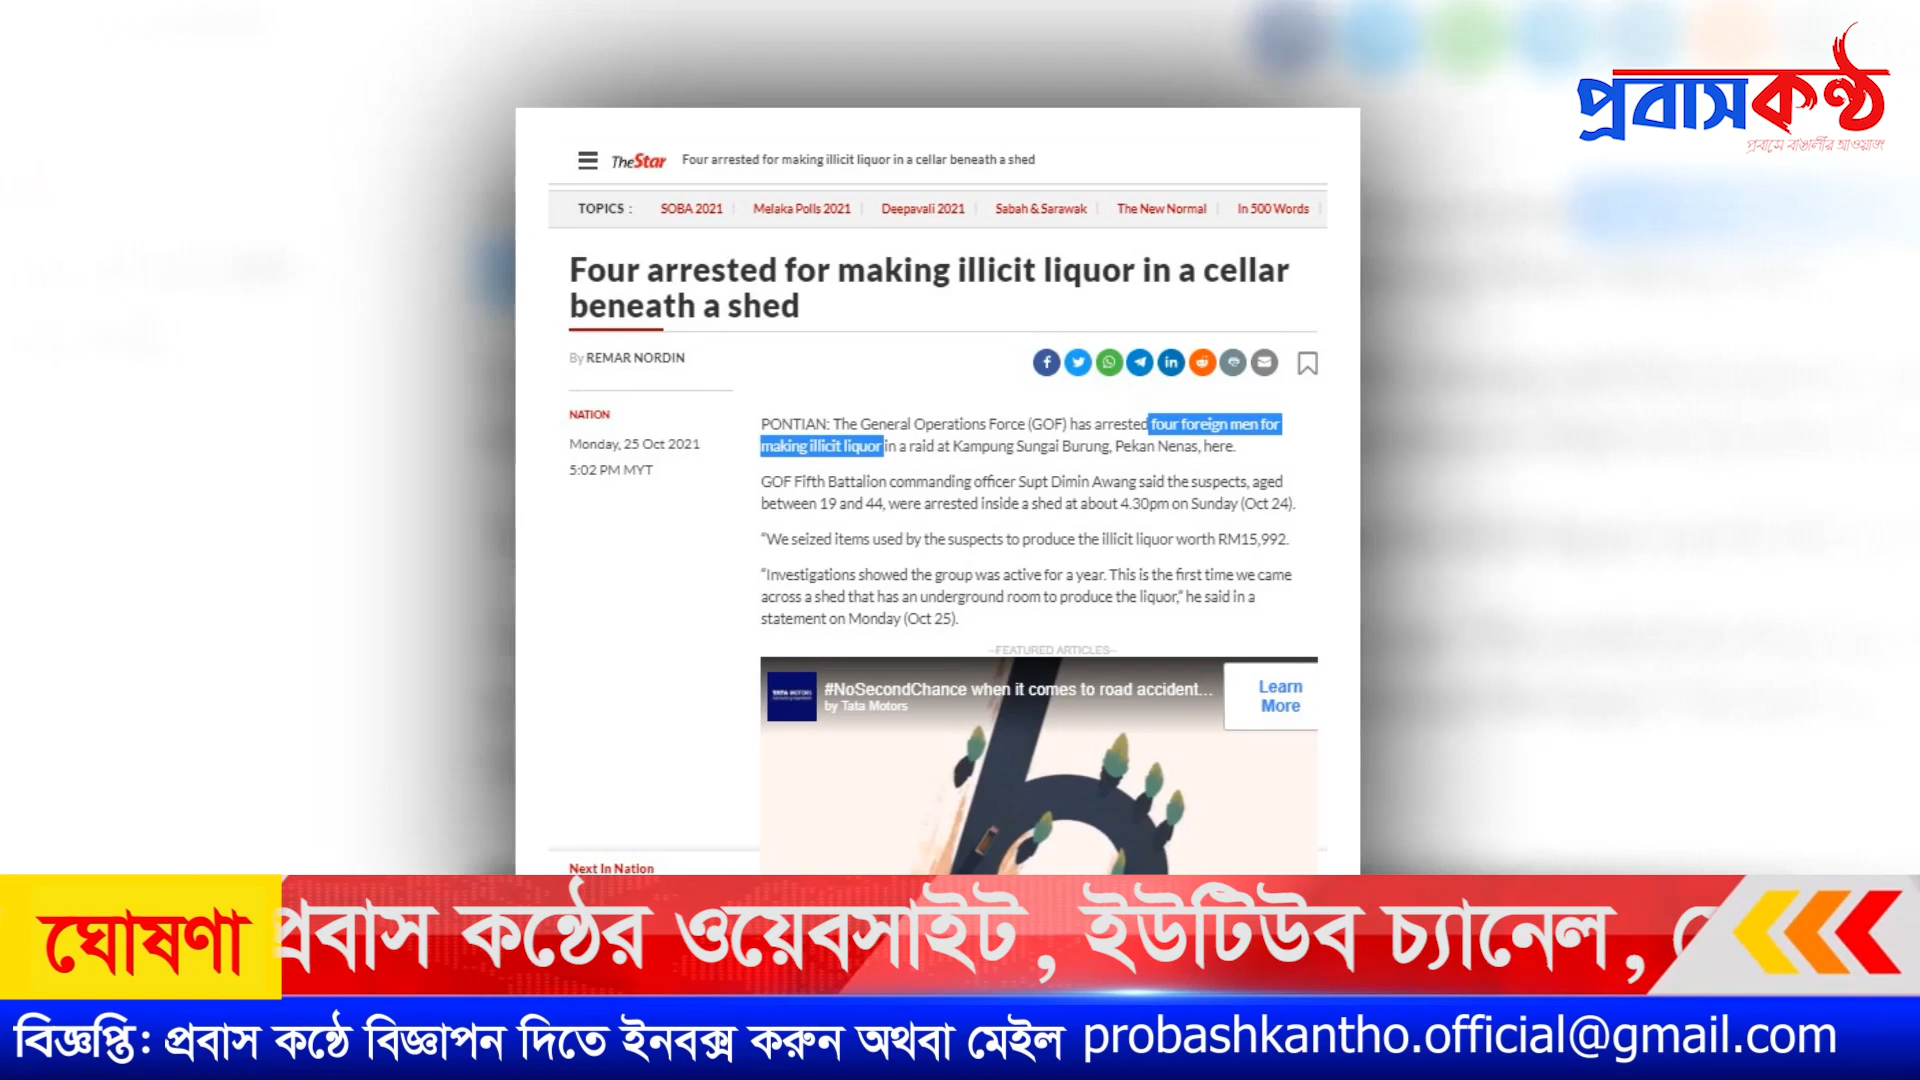 প্রবাসকণ্ঠ
প্রবাসে বাঙালীর আওয়াজ
TheStar Four arrested for making illicit liquor in a cellar beneath a shed
TOPICS : SOBA 2021 Melaka Polls 2021 Deepavali 2021 Sabah & Sarawak The New Normal In 500 Words
Four arrested for making illicit liquor in a cellar
beneath a shed
By REMAR NORDIN
NATION
Monday, 25 Oct 2021
5:02 PM MYT
PONTIAN: The General Operations Force (GOF) has arrested four foreign men for
making illicit liquor in a raid at Kampung Sungai Burung, Pekan Nenas, here.
GOF Fifth Battalion commanding officer Supt Dimin Awang said the suspects, aged
between 19 and 44, were arrested inside a shed at about 4.30pm on Sunday (Oct 24).
“We seized items used by the suspects to produce the illicit liquor worth RM15,992.
“Investigations showed the group was active for a year. This is the first time we came
across a shed that has an underground room to produce the liquor,” he said in a
statement on Monday (Oct 25).
--FEATURED ARTICLES--
TATA MOTORS
#NoSecondChance when it comes to road accident...
by Tata Motors
Learn
More
Next In Nation
ঘোষণা প্রবাস কন্ঠের ওয়েবসাইট, ইউটিউব চ্যানেল,
বিজ্ঞপ্তি: প্রবাস কন্ঠে বিজ্ঞাপন দিতে ইনবক্স করুন অথবা মেইল probashkantho.official@gmail.com